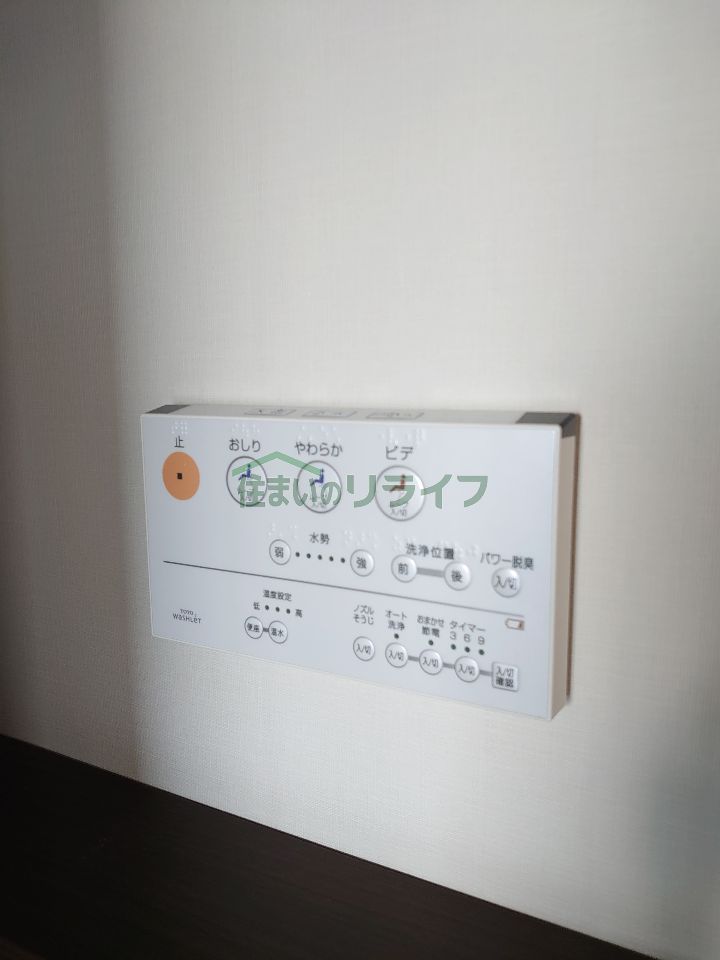 止 おしり やわらか ビデ
入/切
入/切
住まいのリライフ
水勢
弱 強
洗浄位置
前 後
パワー脱臭
入/切
温度設定
低 高
便座 温水
TOTO
WASHLET
ノズル
そうじ
入/切
オート
洗浄
入/切
おまかせ
節電
入/切
タイマー
3 6 9
入/切
入/切
確認